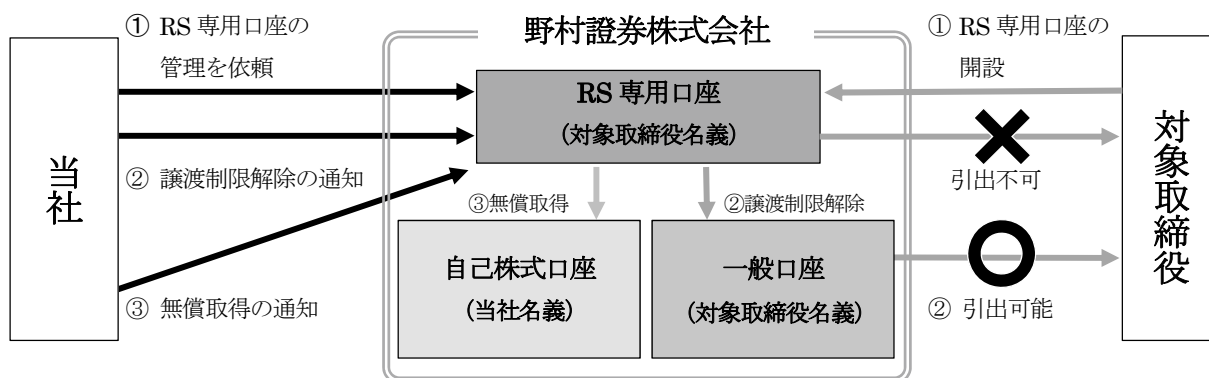 ① RS 専用口座の
管理を依頼
野村證券株式会社
① RS 専用口座の
開設
当社
RS 専用口座
(対象取締役名義)
対象取締役
② 譲渡制限解除の通知
引出不可
③無償取得
②譲渡制限解除
自己株式口座
(当社名義)
一般口座
(対象取締役名義)
③ 無償取得の通知
② 引出可能